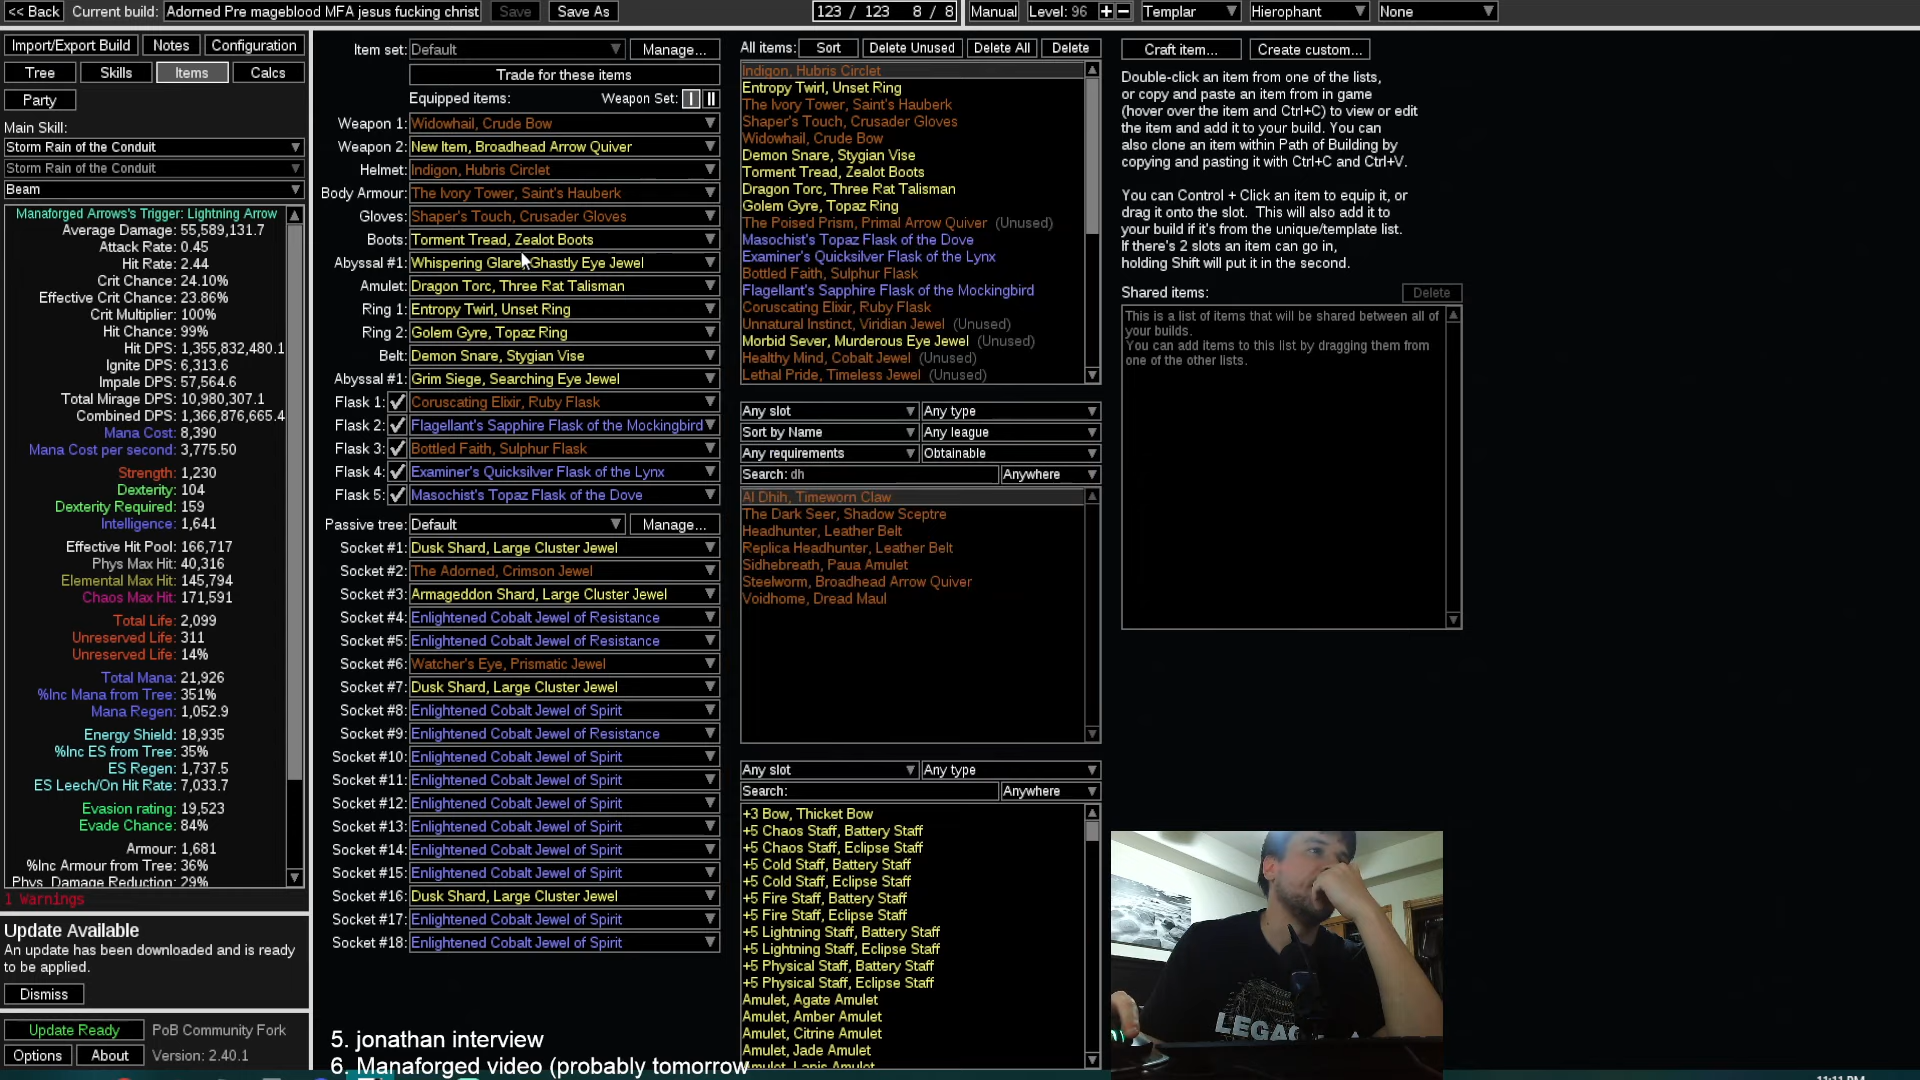 << Back
Current build: Adorned Pre mageblood MFA jesus fucking christ
Save
Save As
123 / 123 8 / 8
Manual
Level: 96
+
−
Templar
Hierophant
None
Import/Export Build
Notes
Configuration
Tree
Skills
Items
Calcs
Party
Main Skill:
Storm Rain of the Conduit
Storm Rain of the Conduit
Beam
Manaforged Arrows's Trigger: Lightning Arrow
Average Damage: 55,589,131.7
Attack Rate: 0.45
Hit Rate: 2.44
Crit Chance: 24.10%
Effective Crit Chance: 23.86%
Crit Multiplier: 100%
Hit Chance: 99%
Hit DPS: 1,355,832,480.1
Ignite DPS: 6,313.6
Impale DPS: 57,564.6
Total Mirage DPS: 10,980,307.1
Combined DPS: 1,366,876,665.4
Mana Cost: 8,390
Mana Cost per second: 3,775.50
Strength: 1,230
Dexterity: 104
Dexterity Required: 159
Intelligence: 1,641
Effective Hit Pool: 166,717
Phys Max Hit: 40,316
Elemental Max Hit: 145,794
Chaos Max Hit: 171,591
Total Life: 2,099
Unreserved Life: 311
Unreserved Life: 14%
Total Mana: 21,926
%Inc Mana from Tree: 351%
Mana Regen: 1,052.9
Energy Shield: 18,935
%Inc ES from Tree: 35%
ES Regen: 1,737.5
ES Leech/On Hit Rate: 7,033.7
Evasion rating: 19,523
Evade Chance: 84%
Armour: 1,681
%Inc Armour from Tree: 36%
Phys. Damage Reduction: 29%
1 Warnings
Update Available
An update has been downloaded and is ready
to be applied.
Dismiss
Update Ready
PoB Community Fork
Options
About
Version: 2.40.1
Item set: Default
Manage...
Trade for these items
Equipped items:
Weapon Set: I II
Weapon 1: Widowhail, Crude Bow
Weapon 2: New Item, Broadhead Arrow Quiver
Helmet: Indigon, Hubris Circlet
Body Armour: The Ivory Tower, Saint's Hauberk
Gloves: Shaper's Touch, Crusader Gloves
Boots: Torment Tread, Zealot Boots
Abyssal #1: Whispering Glare, Ghastly Eye Jewel
Amulet: Dragon Torc, Three Rat Talisman
Ring 1: Entropy Twirl, Unset Ring
Ring 2: Golem Gyre, Topaz Ring
Belt: Demon Snare, Stygian Vise
Abyssal #1: Grim Siege, Searching Eye Jewel
Flask 1: Coruscating Elixir, Ruby Flask
Flask 2: Flagellant's Sapphire Flask of the Mockingbird
Flask 3: Bottled Faith, Sulphur Flask
Flask 4: Examiner's Quicksilver Flask of the Lynx
Flask 5: Masochist's Topaz Flask of the Dove
Passive tree: Default
Manage...
Socket #1: Dusk Shard, Large Cluster Jewel
Socket #2: The Adorned, Crimson Jewel
Socket #3: Armageddon Shard, Large Cluster Jewel
Socket #4: Enlightened Cobalt Jewel of Resistance
Socket #5: Enlightened Cobalt Jewel of Resistance
Socket #6: Watcher's Eye, Prismatic Jewel
Socket #7: Dusk Shard, Large Cluster Jewel
Socket #8: Enlightened Cobalt Jewel of Spirit
Socket #9: Enlightened Cobalt Jewel of Resistance
Socket #10: Enlightened Cobalt Jewel of Spirit
Socket #11: Enlightened Cobalt Jewel of Spirit
Socket #12: Enlightened Cobalt Jewel of Spirit
Socket #13: Enlightened Cobalt Jewel of Spirit
Socket #14: Enlightened Cobalt Jewel of Spirit
Socket #15: Enlightened Cobalt Jewel of Spirit
Socket #16: Dusk Shard, Large Cluster Jewel
Socket #17: Enlightened Cobalt Jewel of Spirit
Socket #18: Enlightened Cobalt Jewel of Spirit
5. jonathan interview
6. Manaforged video (probably tomorrow
All items:
Sort
Delete Unused
Delete All
Delete
Indigon, Hubris Circlet
Entropy Twirl, Unset Ring
The Ivory Tower, Saint's Hauberk
Shaper's Touch, Crusader Gloves
Widowhail, Crude Bow
Demon Snare, Stygian Vise
Torment Tread, Zealot Boots
Dragon Torc, Three Rat Talisman
Golem Gyre, Topaz Ring
The Poised Prism, Primal Arrow Quiver (Unused)
Masochist's Topaz Flask of the Dove
Examiner's Quicksilver Flask of the Lynx
Bottled Faith, Sulphur Flask
Flagellant's Sapphire Flask of the Mockingbird
Coruscating Elixir, Ruby Flask
Unnatural Instinct, Viridian Jewel (Unused)
Morbid Sever, Murderous Eye Jewel (Unused)
Healthy Mind, Cobalt Jewel (Unused)
Lethal Pride, Timeless Jewel (Unused)
Any slot
Any type
Sort by Name
Any league
Any requirements
Obtainable
Search: dh
Anywhere
Al Dhih, Timeworn Claw
The Dark Seer, Shadow Sceptre
Headhunter, Leather Belt
Replica Headhunter, Leather Belt
Sidhebreath, Paua Amulet
Steelworm, Broadhead Arrow Quiver
Voidhome, Dread Maul
Any slot
Any type
Search:
Anywhere
+3 Bow, Thicket Bow
+5 Chaos Staff, Battery Staff
+5 Chaos Staff, Eclipse Staff
+5 Cold Staff, Battery Staff
+5 Cold Staff, Eclipse Staff
+5 Fire Staff, Battery Staff
+5 Fire Staff, Eclipse Staff
+5 Lightning Staff, Battery Staff
+5 Lightning Staff, Eclipse Staff
+5 Physical Staff, Battery Staff
+5 Physical Staff, Eclipse Staff
Amulet, Agate Amulet
Amulet, Amber Amulet
Amulet, Citrine Amulet
Amulet, Jade Amulet
Amulet, Lapis Amulet
Craft item...
Create custom...
Double-click an item from one of the lists,
or copy and paste an item from in game
(hover over the item and Ctrl+C) to view or edit
the item and add it to your build. You can
also clone an item within Path of Building by
copying and pasting it with Ctrl+C and Ctrl+V.
You can Control + Click an item to equip it, or
drag it onto the slot. This will also add it to
your build if it's from the unique/template list.
If there's 2 slots an item can go in,
holding Shift will put it in the second.
Shared items:
Delete
This is a list of items that will be shared between all of
your builds.
You can add items to this list by dragging them from
one of the other lists.
LEGAC
11:11 PM